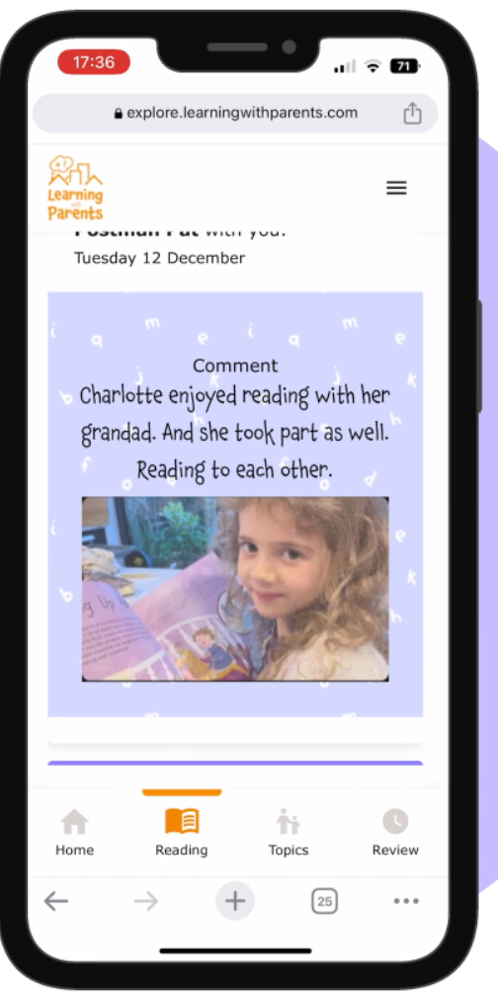 17:36
71
explore.learningwithparents.com
Learning
with
Parents
Postman Pat with you.
Tuesday 12 December
Comment
Charlotte enjoyed reading with her
grandad. And she took part as well.
Reading to each other.
ng Up
Home Reading Topics Review
25